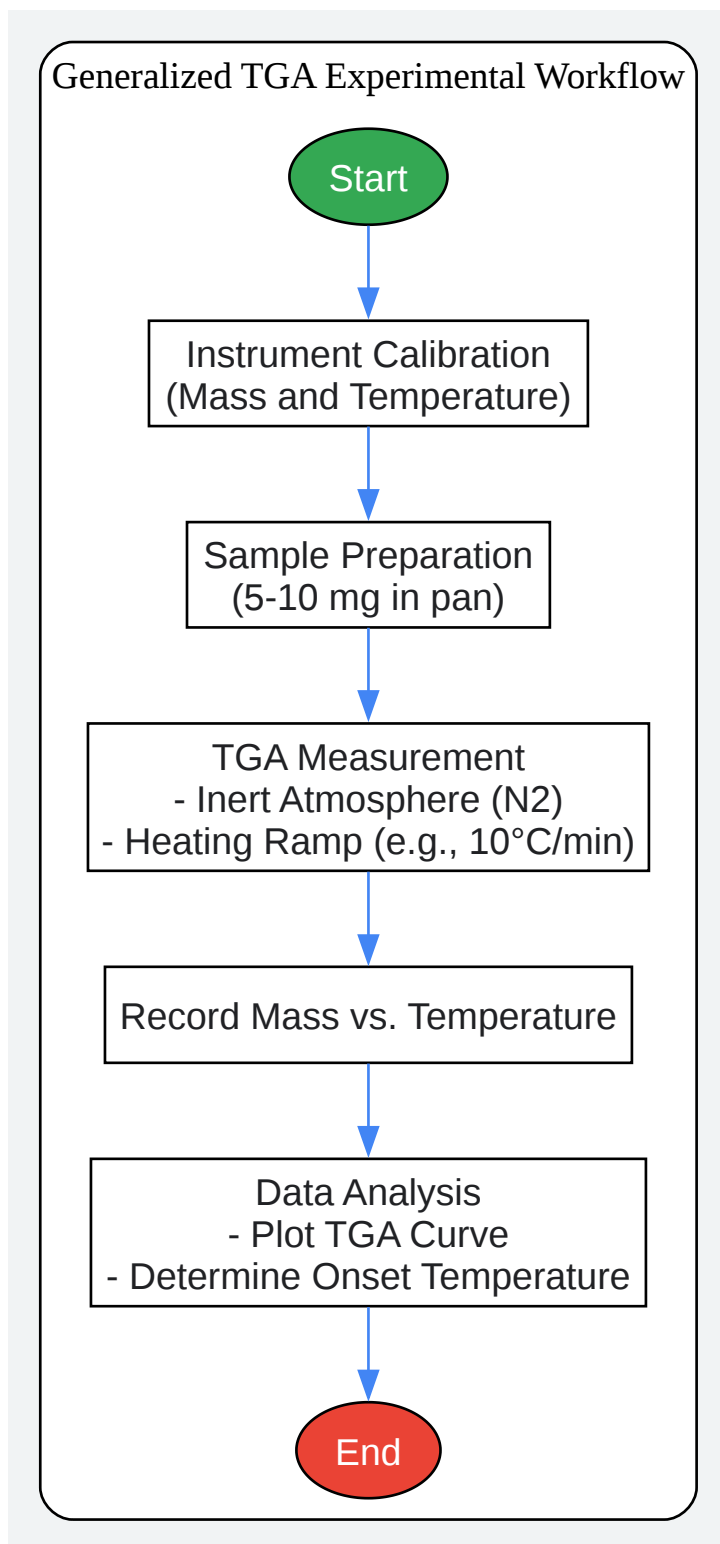 Generalized TGA Experimental Workflow
Start
Instrument Calibration
(Mass and Temperature)
Sample Preparation
(5-10 mg in pan)
TGA Measurement
- Inert Atmosphere (N2)
- Heating Ramp (e.g., 10°C/min)
Record Mass vs. Temperature
Data Analysis
- Plot TGA Curve
- Determine Onset Temperature
End